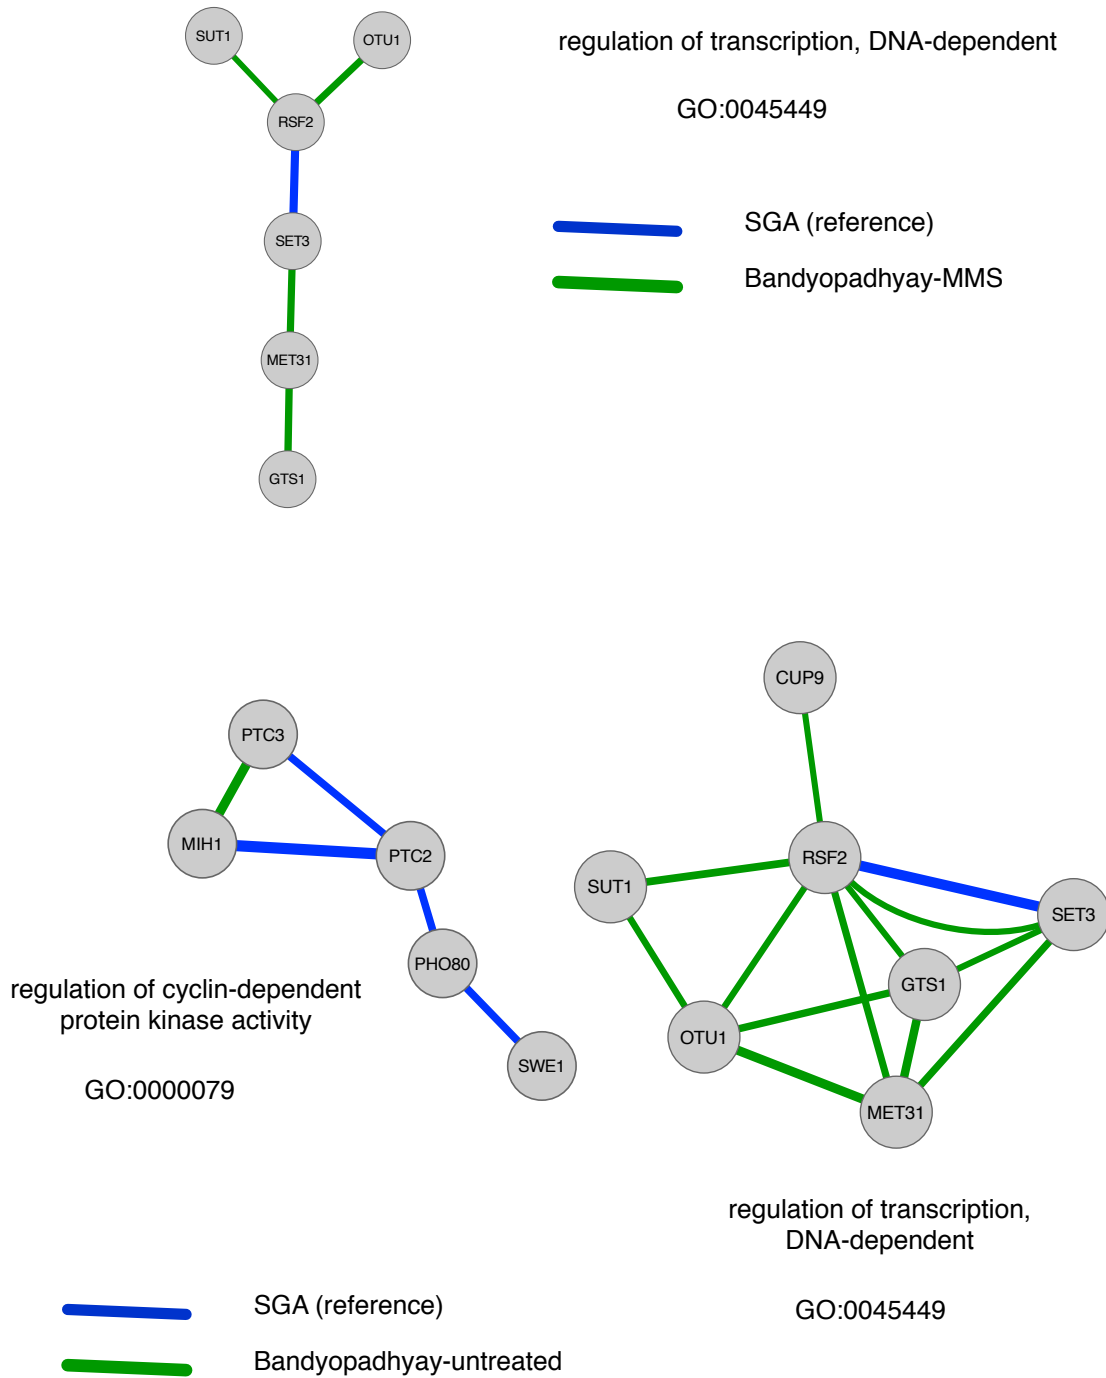 SUT1
OTU1
regulation of transcription, DNA-dependent
GO:0045449
RSF2
SGA (reference)
SET3
Bandyopadhyay-MMS
MET31
GTS1
CUP9
PTC3
MIH1
PTC2
RSF2
SUT1
SET3
PHO80
GTS1
regulation of cyclin-dependent
protein kinase activity
OTU1
SWE1
GO:0000079
MET31
regulation of transcription,
DNA-dependent
SGA (reference)
GO:0045449
Bandyopadhyay-untreated